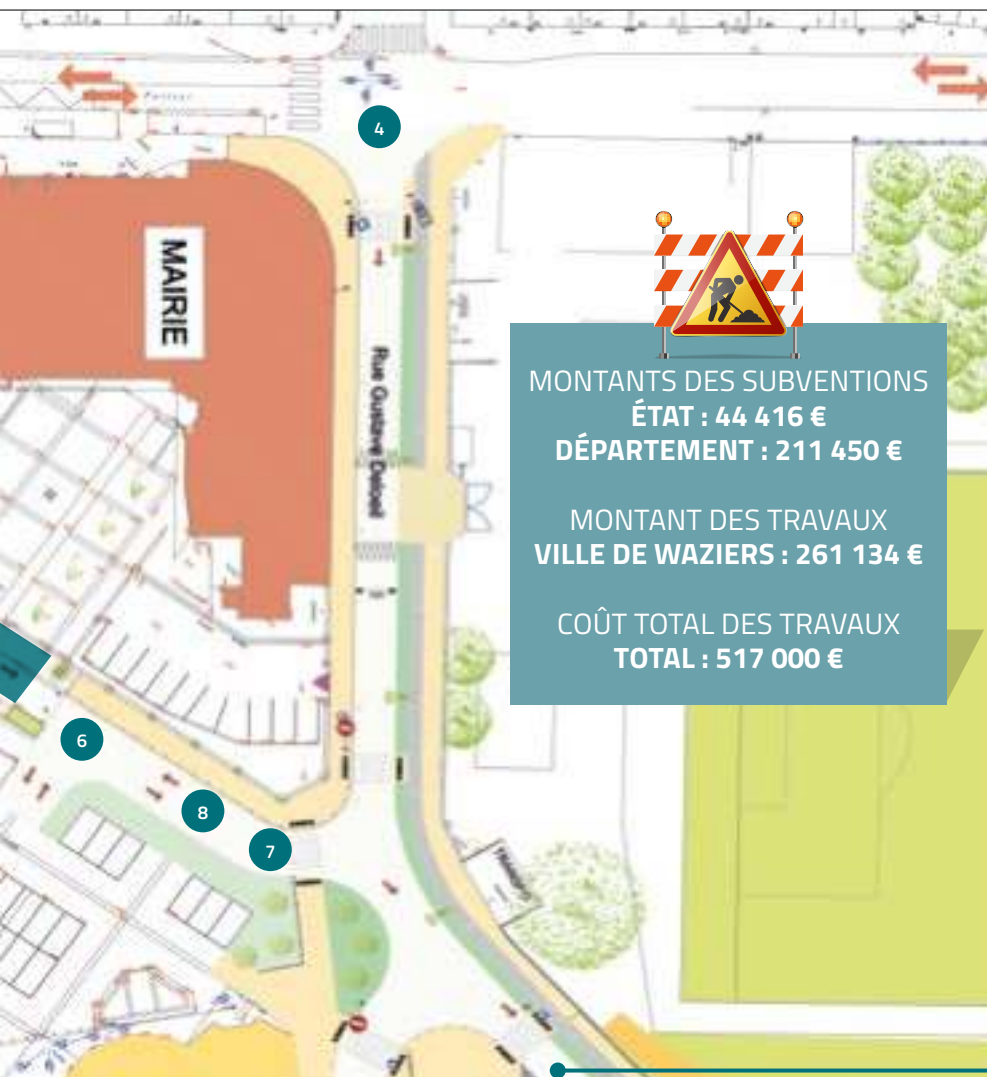 4
MAIRIE
Rue Gustave Delceil
MONTANTS DES SUBVENTIONS
ÉTAT : 44 416 €
DÉPARTEMENT : 211 450 €
MONTANT DES TRAVAUX
VILLE DE WAZIERS : 261 134 €
COÛT TOTAL DES TRAVAUX
TOTAL : 517 000 €
6
8
7